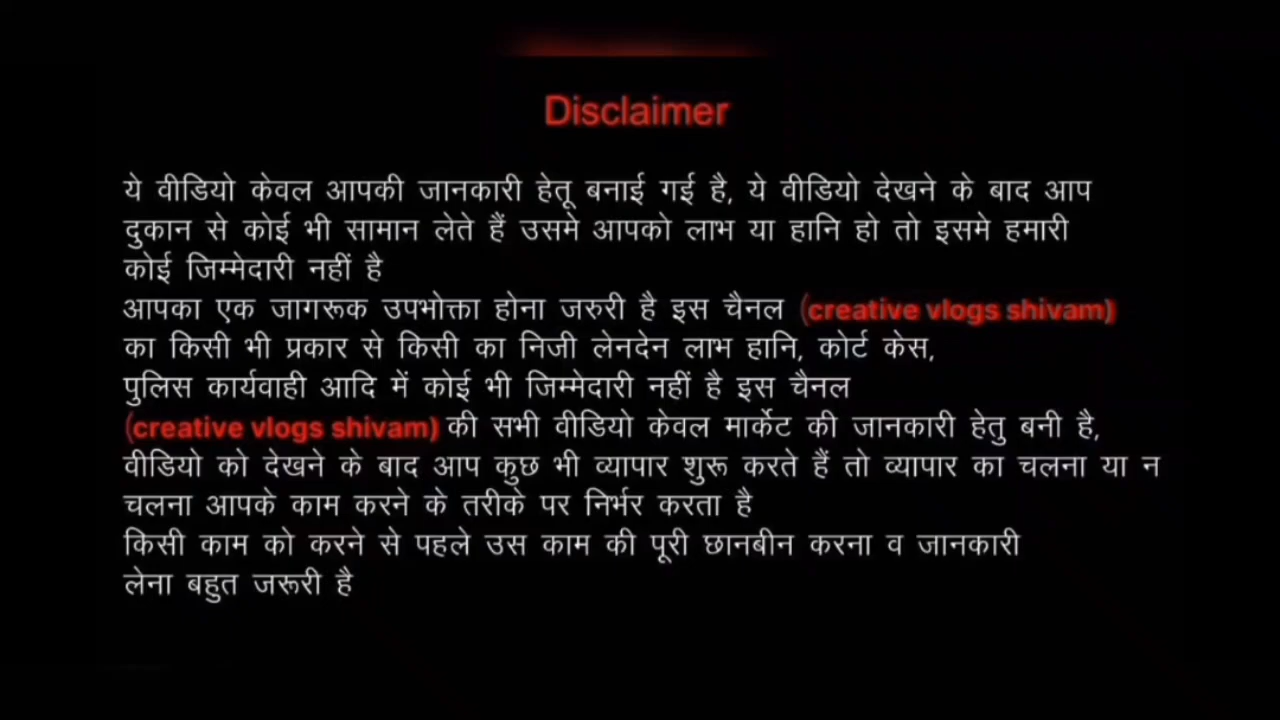 Disclaimer
ये वीडियो केवल आपकी जानकारी हेतू बनाई गई है, ये वीडियो देखने के बाद आप
दुकान से कोई भी सामान लेते हैं उसमे आपको लाभ या हानि हो तो इसमे हमारी
कोई जिम्मेदारी नहीं है
आपका एक जागरूक उपभोक्ता होना जरुरी है इस चैनल (creative vlogs shivam)
का किसी भी प्रकार से किसी का निजी लेनदेन लाभ हानि, कोर्ट केस,
पुलिस कार्यवाही आदि में कोई भी जिम्मेदारी नहीं है इस चैनल
(creative vlogs shivam) की सभी वीडियो केवल मार्केट की जानकारी हेतु बनी है,
वीडियो को देखने के बाद आप कुछ भी व्यापार शुरू करते हैं तो व्यापार का चलना या न
चलना आपके काम करने के तरीके पर निर्भर करता है
किसी काम को करने से पहले उस काम की पूरी छानबीन करना व जानकारी
लेना बहुत जरूरी है